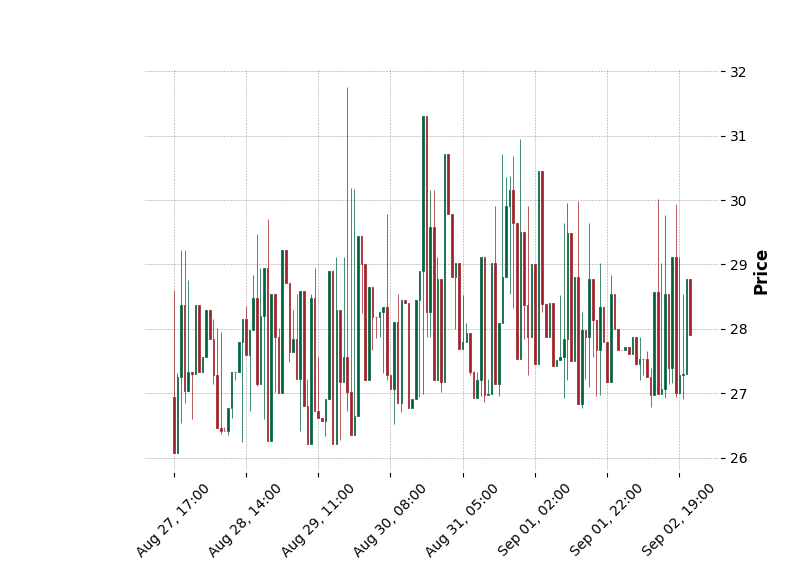 32
31
30
29
28
27
26
Price
Aug 27, 17:00
Aug 28, 14:00
Aug 29, 11:00
Aug 30, 08:00
Aug 31, 05:00
Sep 01, 02:00
Sep 01, 22:00
Sep 02, 19:00